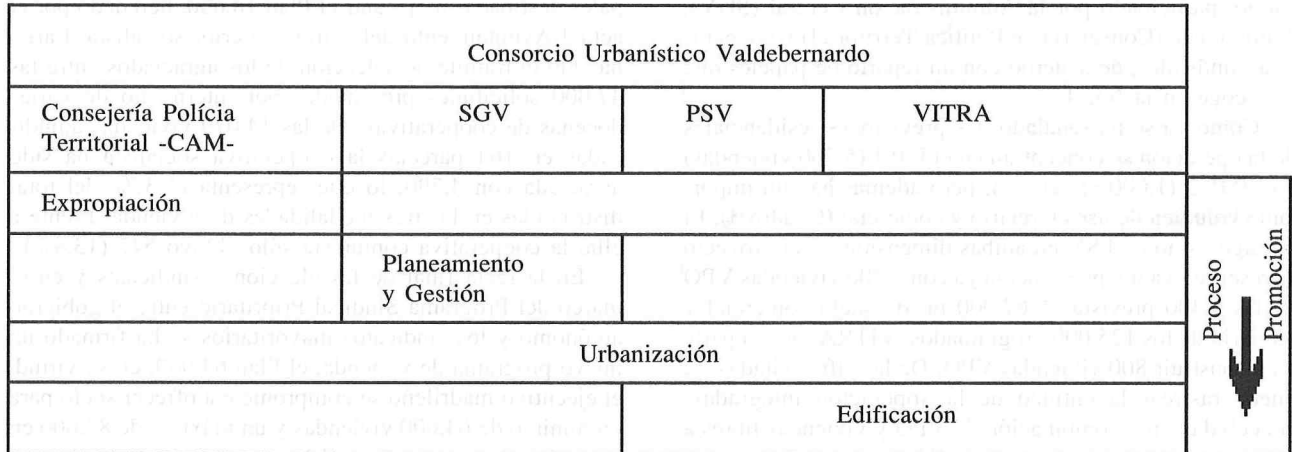 Consorcio Urbanístico Valdebernardo
Consejería Polícia
Territorial -CAM-
SGV
PSV
VITRA
Expropiación
Planeamiento
y Gestión
Urbanización
Edificación
Proceso
Promoción